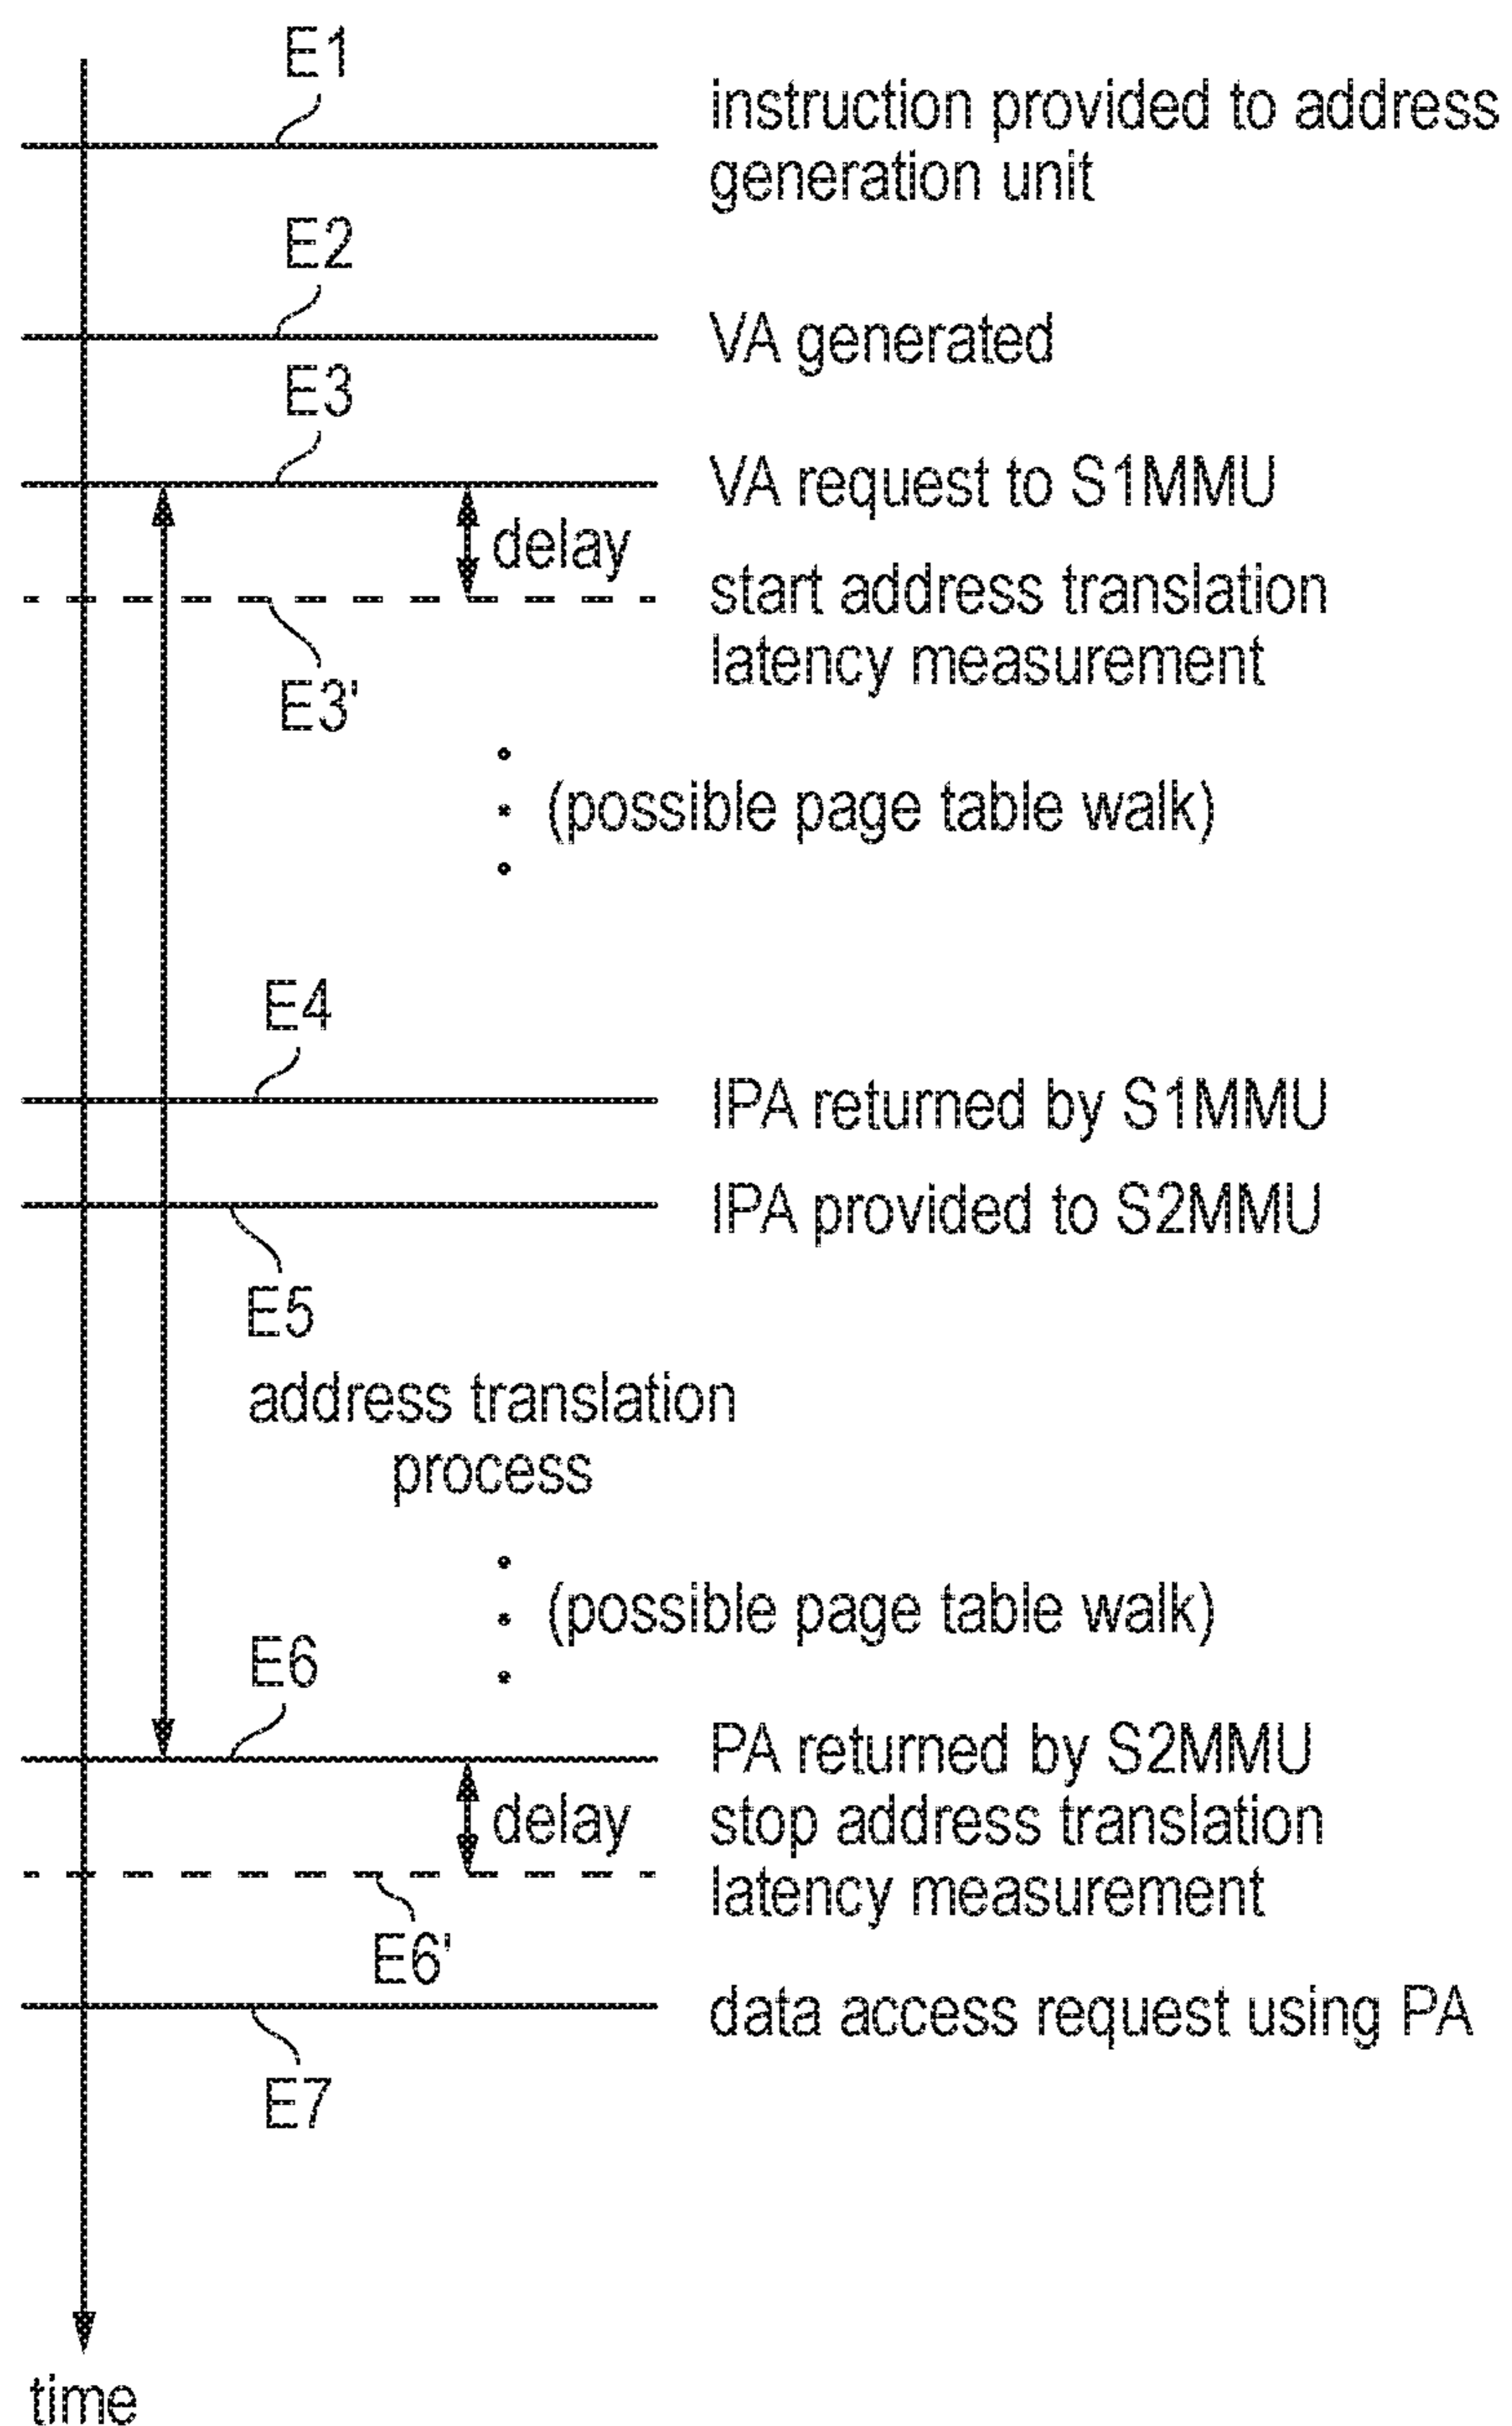 E1
instruction provided to address
generation unit
E2
VA generated
E3
VA request to S1MMU
delay
start address translation
latency measurement
E3'
(possible page table walk)
E4
IPA returned by S1MMU
IPA provided to S2MMU
E5
address translation
process
(possible page table walk)
E6
PA returned by S2MMU
delay
stop address translation
latency measurement
E6'
data access request using PA
E7
time